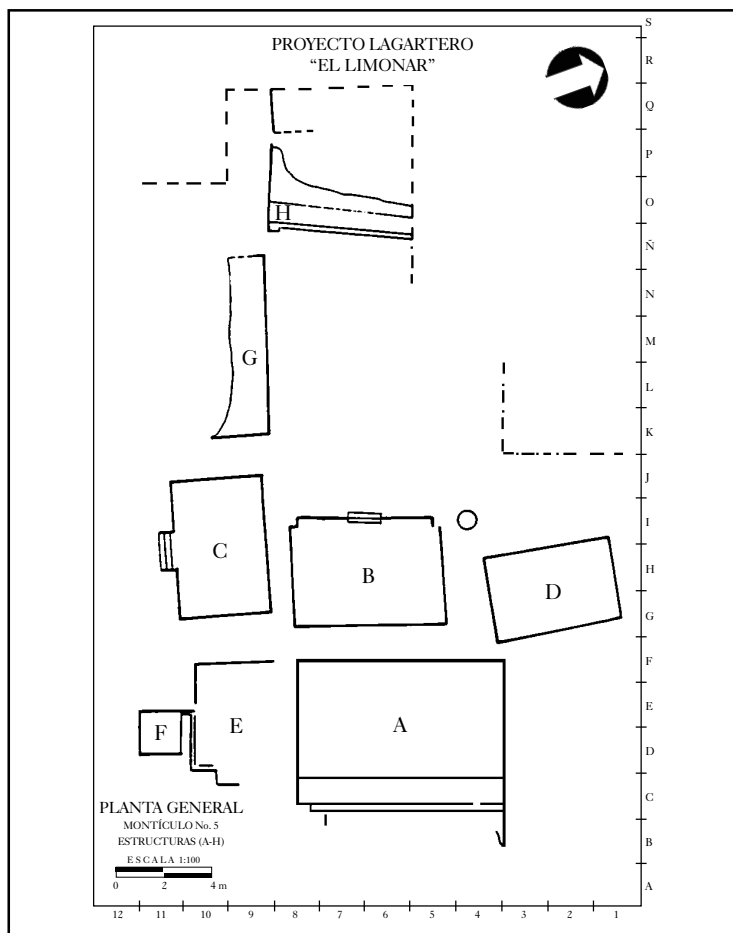 PROYECTO LAGARTERO
“EL LIMONAR”
S
R
Q
P
O
Ñ
N
M
L
K
J
I
H
G
F
E
D
C
B
A
H
G
C
B
D
F
E
A
PLANTA GENERAL
MONTÍCULO No. 5
ESTRUCTURAS (A-H)
ESCALA 1:100
0 2 4 m
12 11 10 9 8 7 6 5 4 3 2 1